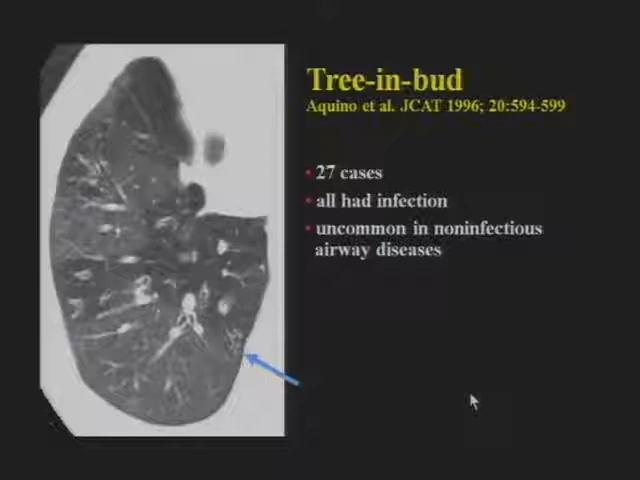 Tree-in-bud
Aquino et al. JCAT 1996; 20:594-599
• 27 cases
• all had infection
• uncommon in noninfectious
airway diseases